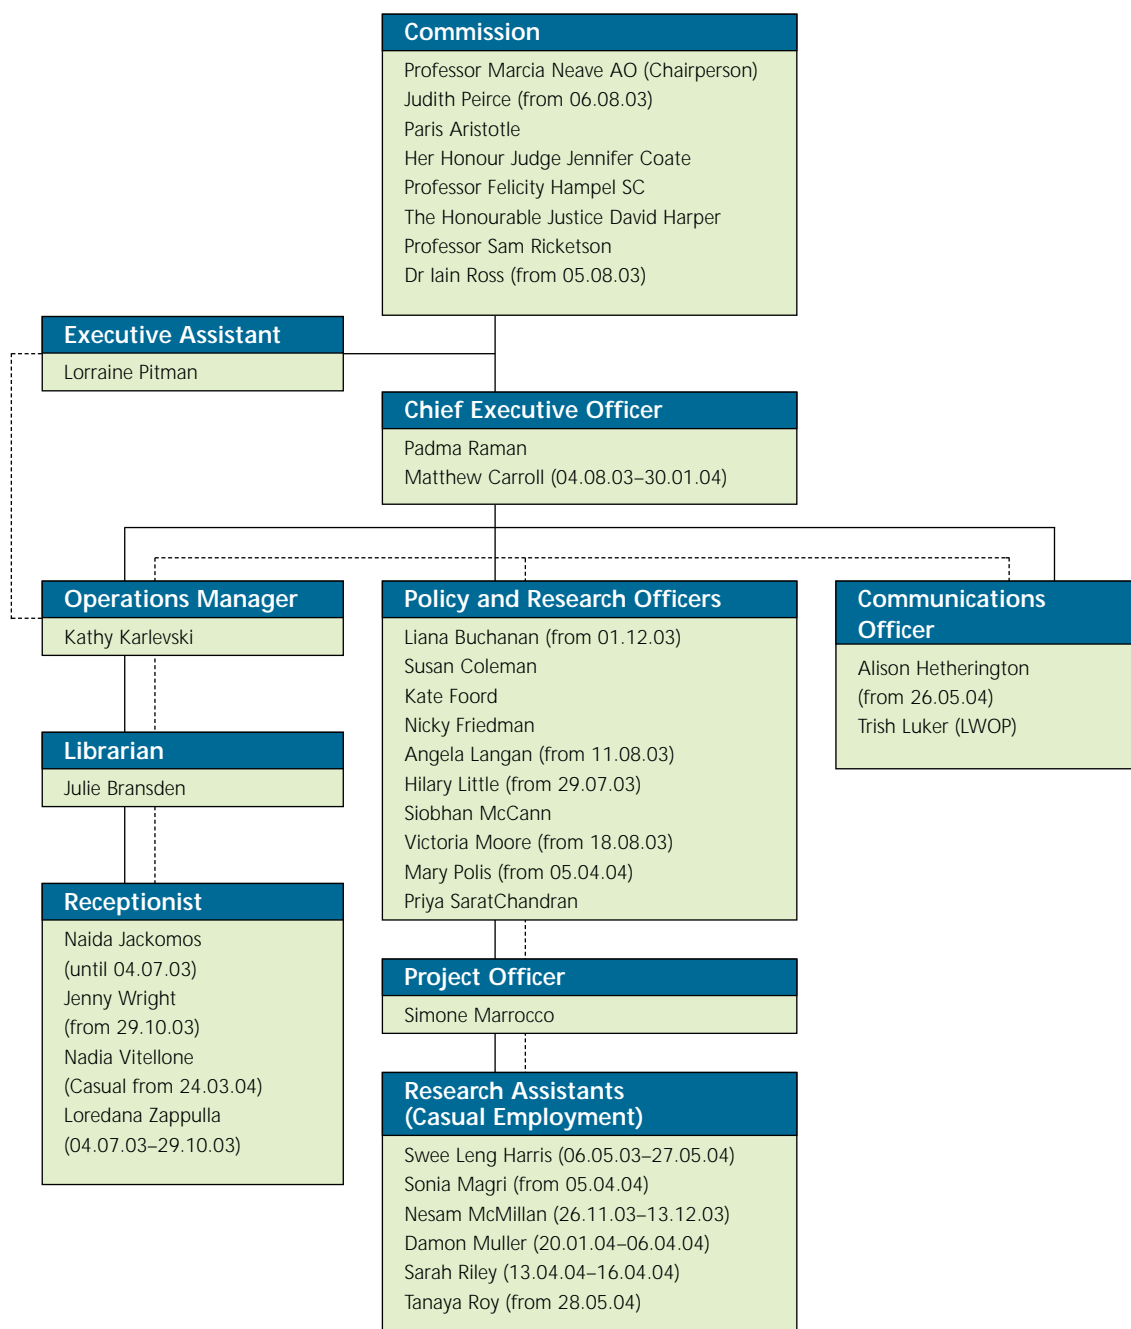 Commission
Professor Marcia Neave AO (Chairperson)
Judith Peirce (from 06.08.03)
Paris Aristotle
Her Honour Judge Jennifer Coate
Professor Felicity Hampel SC
The Honourable Justice David Harper
Professor Sam Ricketson
Dr Iain Ross (from 05.08.03)
Executive Assistant
Lorraine Pitman
Chief Executive Officer
Padma Raman
Matthew Carroll (04.08.03–30.01.04)
Operations Manager
Kathy Karlevski
Librarian
Julie Bransden
Receptionist
Naida Jackomos
(until 04.07.03)
Jenny Wright
(from 29.10.03)
Nadia Vitellone
(Casual from 24.03.04)
Loredana Zappulla
(04.07.03–29.10.03)
Policy and Research Officers
Liana Buchanan (from 01.12.03)
Susan Coleman
Kate Foord
Nicky Friedman
Angela Langan (from 11.08.03)
Hilary Little (from 29.07.03)
Siobhan McCann
Victoria Moore (from 18.08.03)
Mary Polis (from 05.04.04)
Priya SaratChandran
Project Officer
Simone Marrocco
Research Assistants
(Casual Employment)
Swee Leng Harris (06.05.03–27.05.04)
Sonia Magri (from 05.04.04)
Nesam McMillan (26.11.03–13.12.03)
Damon Muller (20.01.04–06.04.04)
Sarah Riley (13.04.04–16.04.04)
Tanaya Roy (from 28.05.04)
Communications
Officer
Alison Hetherington
(from 26.05.04)
Trish Luker (LWOP)